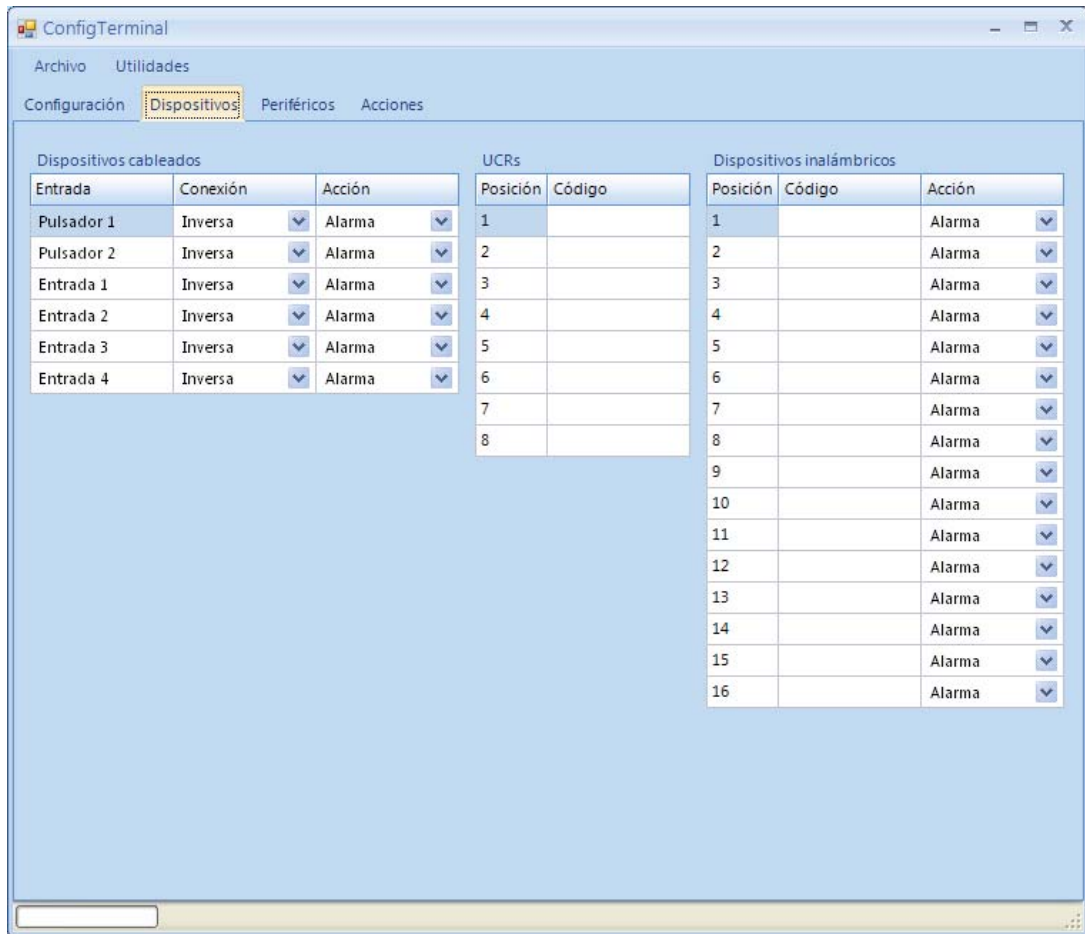 ConfigTerminal
Archivo Utilidades
Configuración Dispositivos Periféricos Acciones
Dispositivos cableados UCRs Dispositivos inalámbricos
Entrada Conexión Acción Posición Código Posición Código Acción
Pulsador 1 Inversa Alarma 1 1 Alarma
Pulsador 2 Inversa Alarma 2 2 Alarma
Entrada 1 Inversa Alarma 3 3 Alarma
Entrada 2 Inversa Alarma 4 4 Alarma
Entrada 3 Inversa Alarma 5 5 Alarma
Entrada 4 Inversa Alarma 6 6 Alarma
7 7 Alarma
8 8 Alarma
9 Alarma
10 Alarma
11 Alarma
12 Alarma
13 Alarma
14 Alarma
15 Alarma
16 Alarma